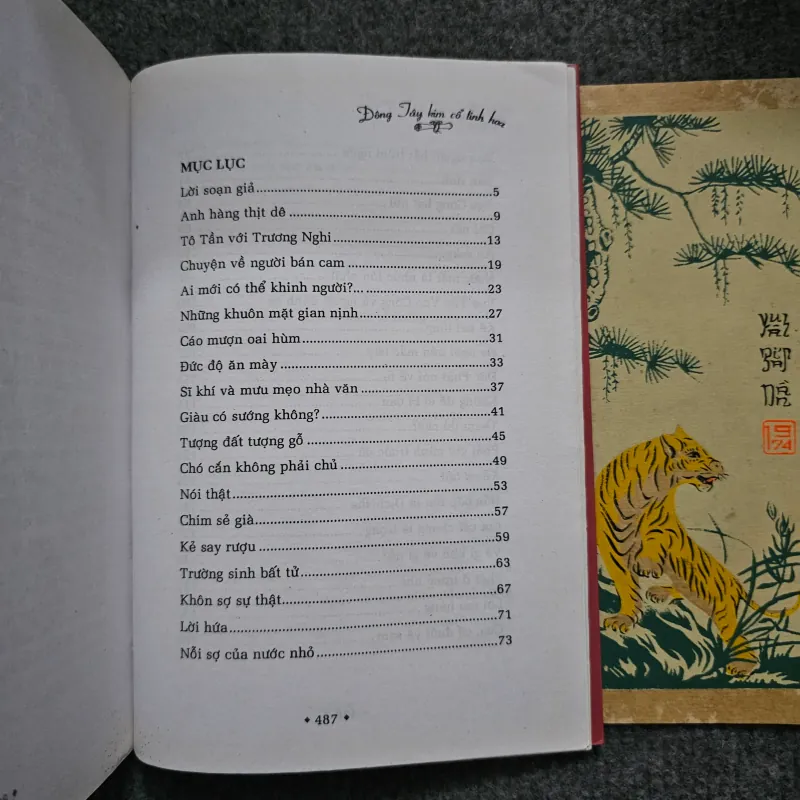 Đông Tây kim cổ tinh hoa
MỤC LỤC
Lời soạn giả.....5
Anh hàng thịt dê.....9
Tô Tần với Trương Nghi.....13
Chuyện về người bán cam.....19
Ai mới có thể khinh người?.....23
Những khuôn mặt gian nịnh.....27
Cáo mượn oai hùm.....31
Đức độ ăn mày.....33
Sĩ khí và mưu mẹo nhà văn.....37
Giàu có sướng không?.....41
Tượng đất tượng gỗ.....45
Chó cắn không phải chủ.....49
Nói thật.....53
Chim sẻ già.....57
Kẻ say rượu.....59
Trường sinh bất tử.....63
Khôn sợ sự thật.....67
Lời hứa.....71
Nỗi sợ của nước nhỏ.....73
487
1974